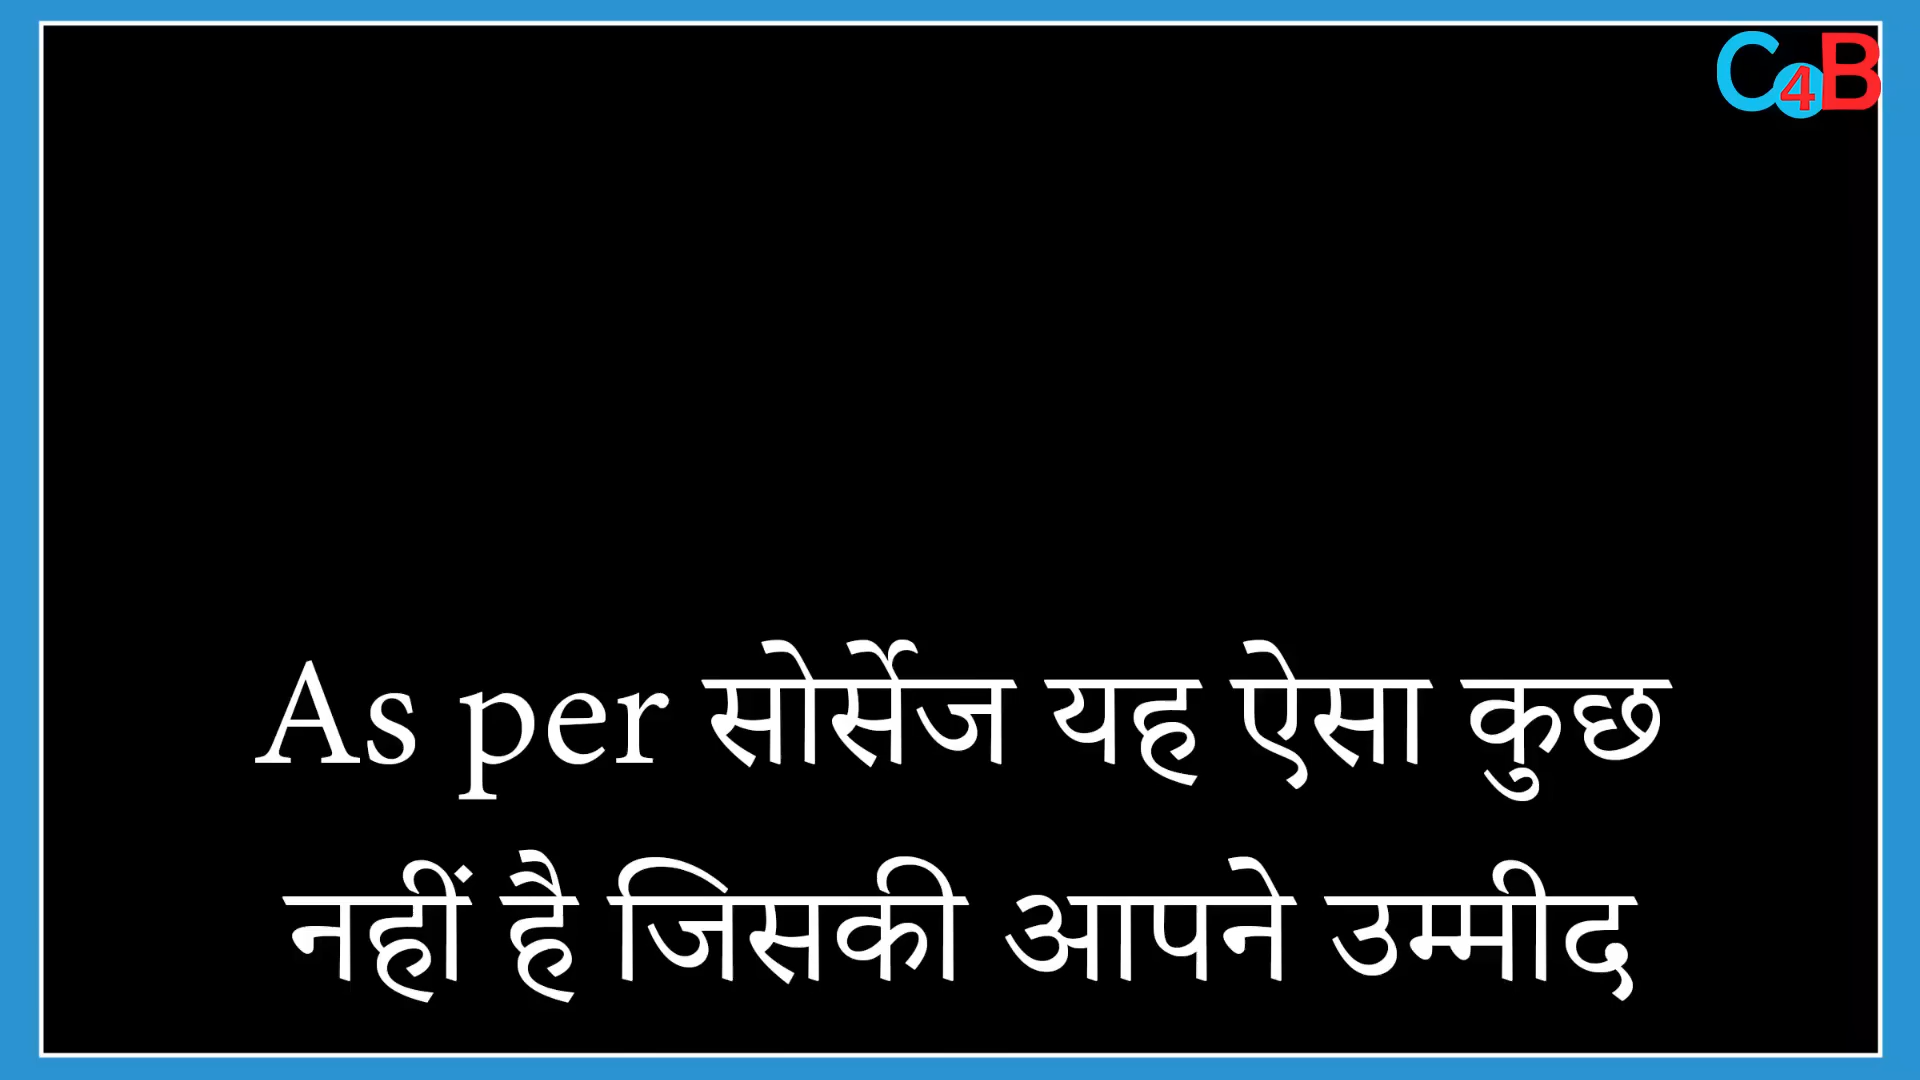 C4B
As per सोर्सेज यह ऐसा कुछ
नहीं है जिसकी आपने उम्मीद